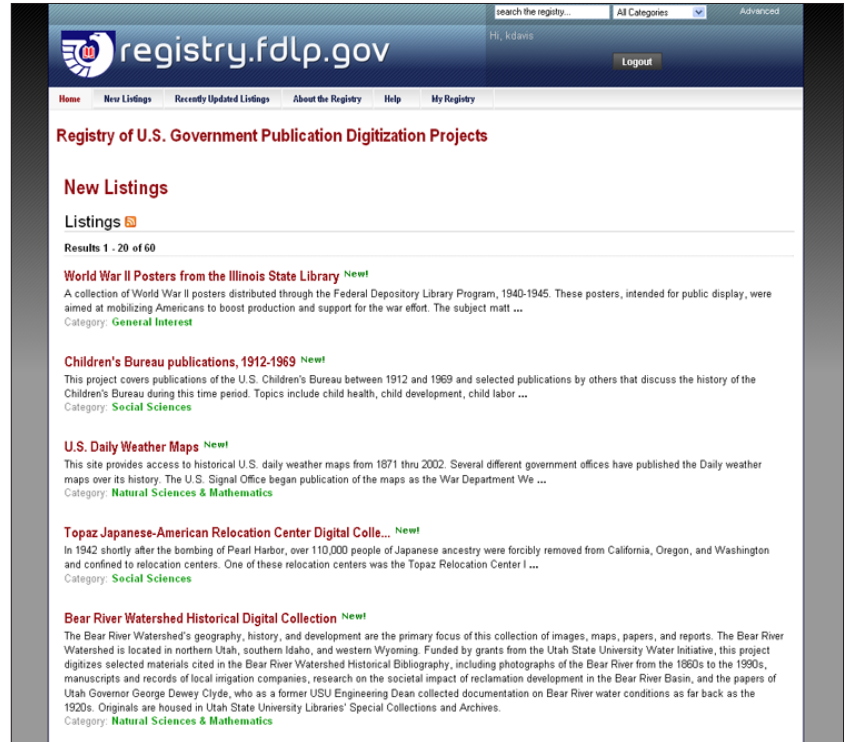 search the registry... All Categories Advanced
registry.fdlp.gov
Hi, kdavis
Logout
Home New Listings Recently Updated Listings About the Registry Help My Registry
Registry of U.S. Government Publication Digitization Projects
New Listings
Listings
Results 1 - 20 of 60
World War II Posters from the Illinois State Library New!
A collection of World War II posters distributed through the Federal Depository Library Program, 1940-1945. These posters, intended for public display, were
aimed at mobilizing Americans to boost production and support for the war effort. The subject matt ...
Category: General Interest
Children's Bureau publications, 1912-1969 New!
This project covers publications of the U.S. Children's Bureau between 1912 and 1969 and selected publications by others that discuss the history of the
Children's Bureau during this time period. Topics include child health, child development, child labor ...
Category: Social Sciences
U.S. Daily Weather Maps New!
This site provides access to historical U.S. daily weather maps from 1871 thru 2002. Several different government offices have published the Daily weather
maps over its history. The U.S. Signal Office began publication of the maps as the War Department We ...
Category: Natural Sciences & Mathematics
Topaz Japanese-American Relocation Center Digital Colle... New!
In 1942 shortly after the bombing of Pearl Harbor, over 110,000 people of Japanese ancestry were forcibly removed from California, Oregon, and Washington
and confined to relocation centers. One of these relocation centers was the Topaz Relocation Center I ...
Category: Social Sciences
Bear River Watershed Historical Digital Collection New!
The Bear River Watershed's geography, history, and development are the primary focus of this collection of images, maps, papers, and reports. The Bear River
Watershed is located in northern Utah, southern Idaho, and western Wyoming. Funded by grants from the Utah State University Water Initiative, this project
digitizes selected materials cited in the Bear River Watershed Historical Bibliography, including photographs of the Bear River from the 1860s to the 1990s,
manuscripts and records of local irrigation companies, research on the societal impact of reclamation development in the Bear River Basin, and the papers of
Utah Governor George Dewey Clyde, who as a former USU Engineering Dean collected documentation on Bear River water conditions as far back as the
1920s. Originals are housed in Utah State University Libraries' Special Collections and Archives.
Category: Natural Sciences & Mathematics